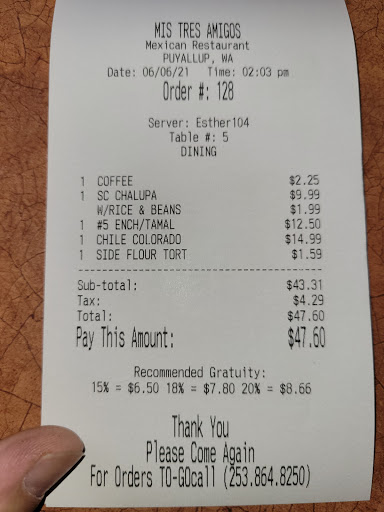 MIS TRES AMIGOS
Mexican Restaurant
PUYALLUP, WA
Date: 06/06/21 Time: 02:03 pm
Order #: 128
Server: Esther104
Table #: 5
DINING
1 COFFEE $2.25
1 SC CHALUPA $9.99
W/RICE & BEANS $1.99
1 #5 ENCH/TAMAL $12.50
1 CHILE COLORADO $14.99
1 SIDE FLOUR TORT $1.59
Sub-total: $43.31
Tax: $4.29
Total: $47.60
Pay This Amount: $47.60
Recommended Gratuity:
15% = $6.50 18% = $7.80 20% = $8.66
Thank You
Please Come Again
For Orders TO-GOcall (253.864.8250)